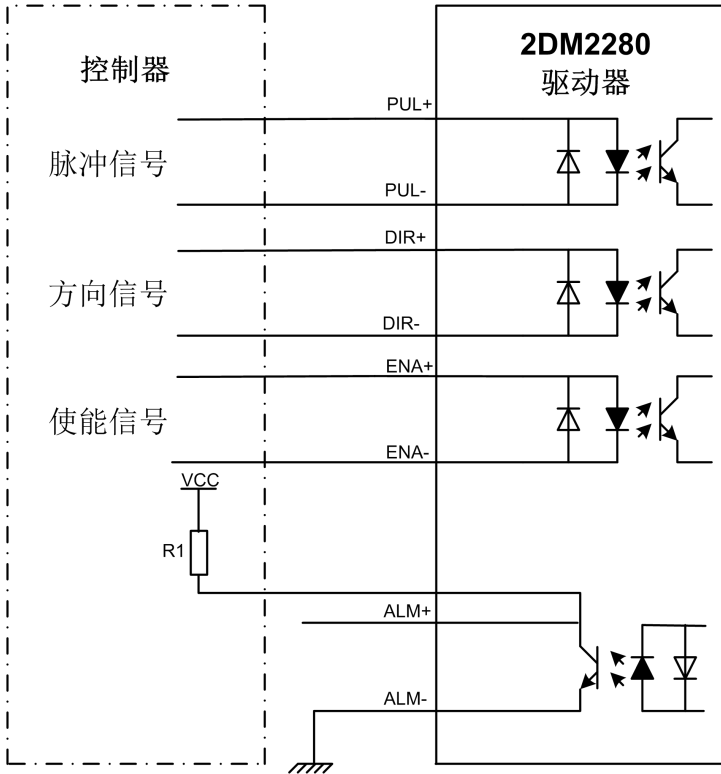 2DM2280
驱动器
控制器
PUL+
脉冲信号
PUL-
DIR+
方向信号
DIR-
ENA+
使能信号
ENA-
VCC
R1
ALM+
ALM-